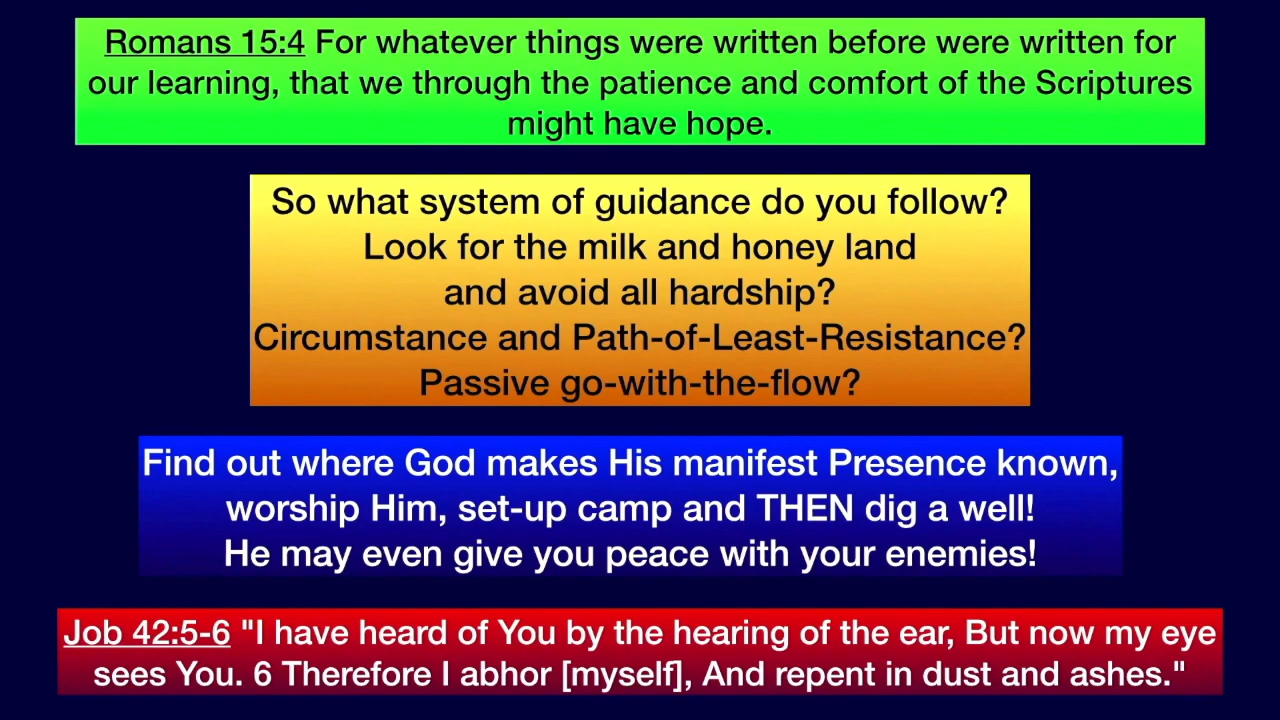 Romans 15:4 For whatever things were written before were written for
our learning, that we through the patience and comfort of the Scriptures
might have hope.
So what system of guidance do you follow?
Look for the milk and honey land
and avoid all hardship?
Circumstance and Path-of-Least-Resistance?
Passive go-with-the-flow?
Find out where God makes His manifest Presence known,
worship Him, set-up camp and THEN dig a well!
He may even give you peace with your enemies!
Job 42:5-6 "I have heard of You by the hearing of the ear, But now my eye
sees You. 6 Therefore I abhor [myself], And repent in dust and ashes."